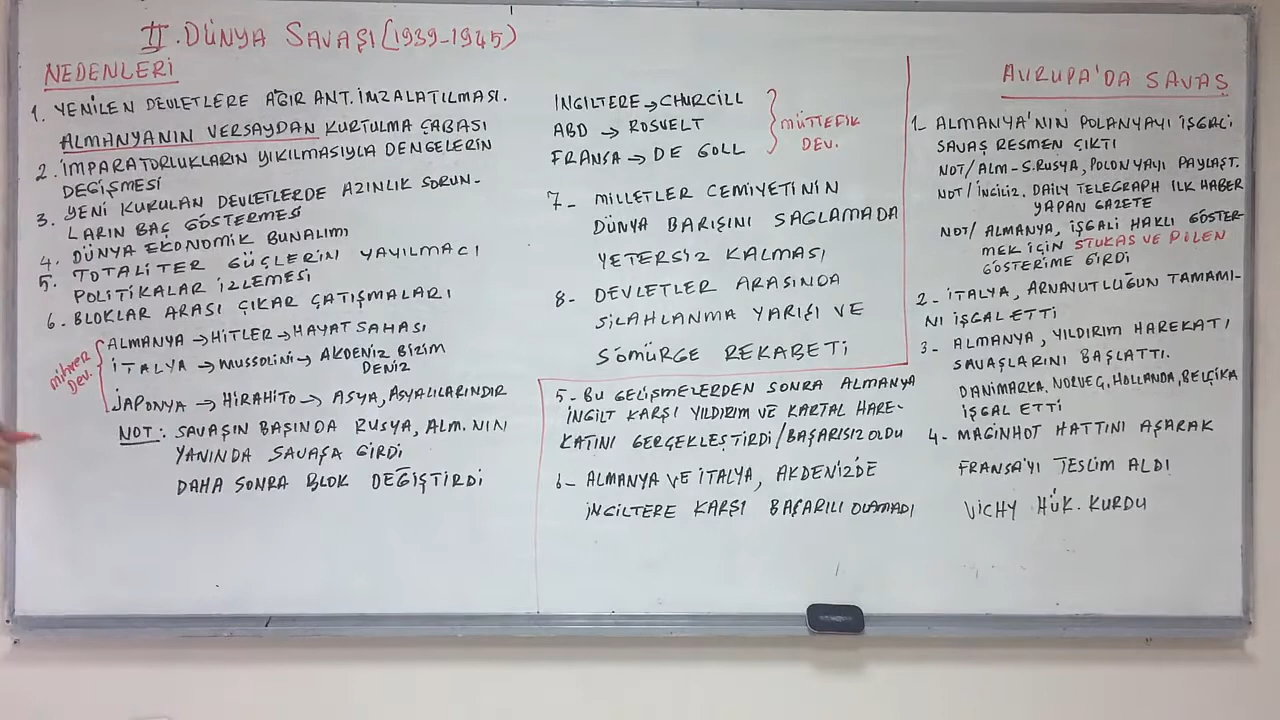 II. DÜNYA SAVAŞI (1939-1945)
NEDENLERİ
1. YENİLEN DEVLETLERE AĞIR ANT. İMZALATILMASI.
ALMANYANIN VERSAYDAN KURTULMA ÇABASI
2. İMPARATORLUKLARIN YIKILMASIYLA DENGELERİN
DEĞİŞMESİ
3. YENİ KURULAN DEVLETLERDE AZINLIK SORUN-
LARIN BAŞ GÖSTERMESİ
4. DÜNYA EKONOMİK BUNALIMI
5. TOTALİTER GÜÇLERİN YAYILMACI
POLİTİKALAR İZLEMESİ
6. BLOKLAR ARASI ÇIKAR ÇATIŞMALARI
Mihver Dev.
ALMANYA → HİTLER → HAYAT SAHASI
İTALYA → MUSSOLİNİ → AKDENİZ BİZİM
DENİZ
JAPONYA → HİRAHİTO → ASYA, ASYALILARINDIR
NOT: SAVAŞIN BAŞINDA RUSYA, ALM.NIN
YANINDA SAVAŞA GİRDİ
DAHA SONRA BLOK DEĞİŞTİRDİ
INGILTERE → CHURCILL
ABD → ROSVELT
FRANSA → DE GOLL
MÜTTEFİK
DEV.
7- MİLLETLER CEMİYETİNİN
DÜNYA BARIŞINI SAGLAMADA
YETERSİZ KALMASI
8- DEVLETLER ARASINDA
SİLAHLANMA YARIŞI VE
SÖMÜRGE REKABETİ
AVRUPA'DA SAVAŞ
1- ALMANYA'NIN POLANYAYI İŞGALİ
SAVAŞ RESMEN ÇIKTI
NOT/ ALM - S.RUSYA, POLONYAYI PAYLAŞT.
NOT/ İNGİLİZ. DAILY TELEGRAPH ILK HABER
YAPAN GAZETE
NOT/ ALMANYA, İŞGALİ HAKLI GÖSTER-
MEK İÇİN STUKAS VE PİLEN
GÖSTERİME GİRDİ
2- İTALYA, ARNAVUTLUĞUN TAMAMI-
NI İŞGAL ETTİ
3- ALMANYA, YILDIRIM HAREKATI
SAVAŞLARINI BAŞLATTI.
DANİMARKA, NORVEG, HOLLANDA, BELÇİKA
İŞGAL ETTİ
4- MAGİNHOT HATTINI AŞARAK
FRANSA'YI TESLİM ALDI
VİCHY HÜK. KURDU
5- BU GELİŞMELERDEN SONRA ALMANYA
İNGİLT KARŞI YILDIRIM VE KARTAL HARE-
KATINI GERÇEKLEŞTİRDİ / BAŞARISIZ OLDU
6- ALMANYA VE İTALYA, AKDENİZ'DE
İNGİLTERE KARŞI BAŞARILI OLAMADI